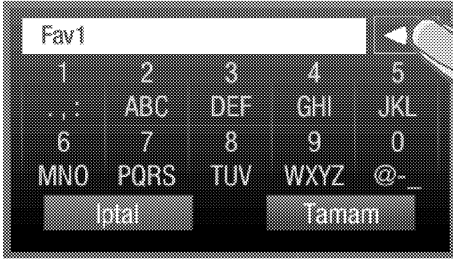 Fav1
1 2 3 4 5
. , : ABC DEF GHI JKL
6 7 8 9 0
MNO PQRS TUV WXYZ @-_
İptal Tamam